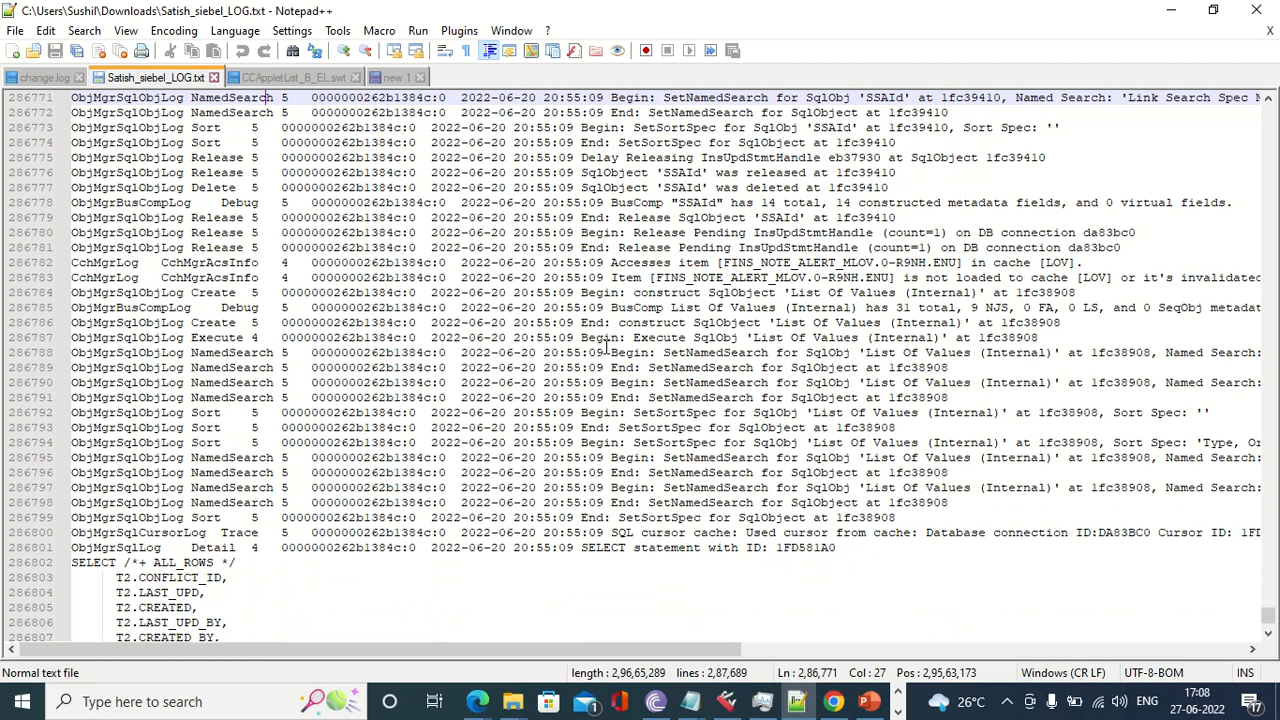 C:\Users\Sushil\Downloads\Satish_siebel_LOG.txt - Notepad++
File Edit Search View Encoding Language Settings Tools Macro Run Plugins Window ? X
change.log Satish_siebel_LOG.txt CCAppletList_B_EL.swt new 1
286771 ObjMgrSqlObjLog NamedSearch 5 0000000262b1384c:0 2022-06-20 20:55:09 Begin: SetNamedSearch for SqlObj 'SSAId' at 1fc39410, Named Search: 'Link Search Spec N
286772 ObjMgrSqlObjLog NamedSearch 5 0000000262b1384c:0 2022-06-20 20:55:09 End: SetNamedSearch for SqlObject at 1fc39410
286773 ObjMgrSqlObjLog Sort 5 0000000262b1384c:0 2022-06-20 20:55:09 Begin: SetSortSpec for SqlObj 'SSAId' at 1fc39410, Sort Spec: ''
286774 ObjMgrSqlObjLog Sort 5 0000000262b1384c:0 2022-06-20 20:55:09 End: SetSortSpec for SqlObject at 1fc39410
286775 ObjMgrSqlObjLog Release 5 0000000262b1384c:0 2022-06-20 20:55:09 Delay Releasing InsUpdStmtHandle eb37930 at SqlObject 1fc39410
286776 ObjMgrSqlObjLog Release 5 0000000262b1384c:0 2022-06-20 20:55:09 SqlObject 'SSAId' was released at 1fc39410
286777 ObjMgrSqlObjLog Delete 5 0000000262b1384c:0 2022-06-20 20:55:09 SqlObject 'SSAId' was deleted at 1fc39410
286778 ObjMgrBusCompLog Debug 5 0000000262b1384c:0 2022-06-20 20:55:09 BusComp "SSAId" has 14 total, 14 constructed metadata fields, and 0 virtual fields.
286779 ObjMgrSqlObjLog Release 5 0000000262b1384c:0 2022-06-20 20:55:09 End: Release SqlObject 'SSAId' at 1fc39410
286780 ObjMgrSqlObjLog Release 5 0000000262b1384c:0 2022-06-20 20:55:09 Begin: Release Pending InsUpdStmtHandle (count=1) on DB connection da83bc0
286781 ObjMgrSqlObjLog Release 5 0000000262b1384c:0 2022-06-20 20:55:09 End: Release Pending InsUpdStmtHandle (count=1) on DB connection da83bc0
286782 CchMgrLog CchMgrAcsInfo 4 0000000262b1384c:0 2022-06-20 20:55:09 Accesses item [FINS_NOTE_ALERT_MLOV.0-R9NH.ENU] in cache [LOV].
286783 CchMgrLog CchMgrAcsInfo 4 0000000262b1384c:0 2022-06-20 20:55:09 Item [FINS_NOTE_ALERT_MLOV.0-R9NH.ENU] is not loaded to cache [LOV] or it's invalidated
286784 ObjMgrSqlObjLog Create 5 0000000262b1384c:0 2022-06-20 20:55:09 Begin: construct SqlObject 'List Of Values (Internal)' at 1fc38908
286785 ObjMgrBusCompLog Debug 5 0000000262b1384c:0 2022-06-20 20:55:09 BusComp List Of Values (Internal) has 31 total, 9 NJS, 0 FA, 0 LS, and 0 SeqObj metadat
286786 ObjMgrSqlObjLog Create 5 0000000262b1384c:0 2022-06-20 20:55:09 End: construct SqlObject 'List Of Values (Internal)' at 1fc38908
286787 ObjMgrSqlObjLog Execute 4 0000000262b1384c:0 2022-06-20 20:55:09 Begin: Execute SqlObj 'List Of Values (Internal)' at 1fc38908
286788 ObjMgrSqlObjLog NamedSearch 5 0000000262b1384c:0 2022-06-20 20:55:09 Begin: SetNamedSearch for SqlObj 'List Of Values (Internal)' at 1fc38908, Named Search:
286789 ObjMgrSqlObjLog NamedSearch 5 0000000262b1384c:0 2022-06-20 20:55:09 End: SetNamedSearch for SqlObject at 1fc38908
286790 ObjMgrSqlObjLog NamedSearch 5 0000000262b1384c:0 2022-06-20 20:55:09 Begin: SetNamedSearch for SqlObj 'List Of Values (Internal)' at 1fc38908, Named Search:
286791 ObjMgrSqlObjLog NamedSearch 5 0000000262b1384c:0 2022-06-20 20:55:09 End: SetNamedSearch for SqlObject at 1fc38908
286792 ObjMgrSqlObjLog Sort 5 0000000262b1384c:0 2022-06-20 20:55:09 Begin: SetSortSpec for SqlObj 'List Of Values (Internal)' at 1fc38908, Sort Spec: ''
286793 ObjMgrSqlObjLog Sort 5 0000000262b1384c:0 2022-06-20 20:55:09 End: SetSortSpec for SqlObject at 1fc38908
286794 ObjMgrSqlObjLog Sort 5 0000000262b1384c:0 2022-06-20 20:55:09 Begin: SetSortSpec for SqlObj 'List Of Values (Internal)' at 1fc38908, Sort Spec: 'Type, Or
286795 ObjMgrSqlObjLog NamedSearch 5 0000000262b1384c:0 2022-06-20 20:55:09 Begin: SetNamedSearch for SqlObj 'List Of Values (Internal)' at 1fc38908, Named Search:
286796 ObjMgrSqlObjLog NamedSearch 5 0000000262b1384c:0 2022-06-20 20:55:09 End: SetNamedSearch for SqlObject at 1fc38908
286797 ObjMgrSqlObjLog NamedSearch 5 0000000262b1384c:0 2022-06-20 20:55:09 Begin: SetNamedSearch for SqlObj 'List Of Values (Internal)' at 1fc38908, Named Search:
286798 ObjMgrSqlObjLog NamedSearch 5 0000000262b1384c:0 2022-06-20 20:55:09 End: SetNamedSearch for SqlObject at 1fc38908
286799 ObjMgrSqlObjLog Sort 5 0000000262b1384c:0 2022-06-20 20:55:09 End: SetSortSpec for SqlObject at 1fc38908
286800 ObjMgrSqlCursorLog Trace 5 0000000262b1384c:0 2022-06-20 20:55:09 SQL cursor cache: Used cursor from cache: Database connection ID:DA83BC0 Cursor ID: 1FD
286801 ObjMgrSqlLog Detail 4 0000000262b1384c:0 2022-06-20 20:55:09 SELECT statement with ID: 1FD581A0
286802 SELECT /*+ ALL_ROWS */
286803 T2.CONFLICT_ID,
286804 T2.LAST_UPD,
286805 T2.CREATED,
286806 T2.LAST_UPD_BY,
286807 T2.CREATED_BY,
Normal text file length : 2,96,65,289 lines : 2,87,689 Ln : 2,86,771 Col : 27 Pos : 2,95,63,173 Windows (CR LF) UTF-8-BOM INS
Type here to search 1 26°C ENG 17:08 27-06-2022 17